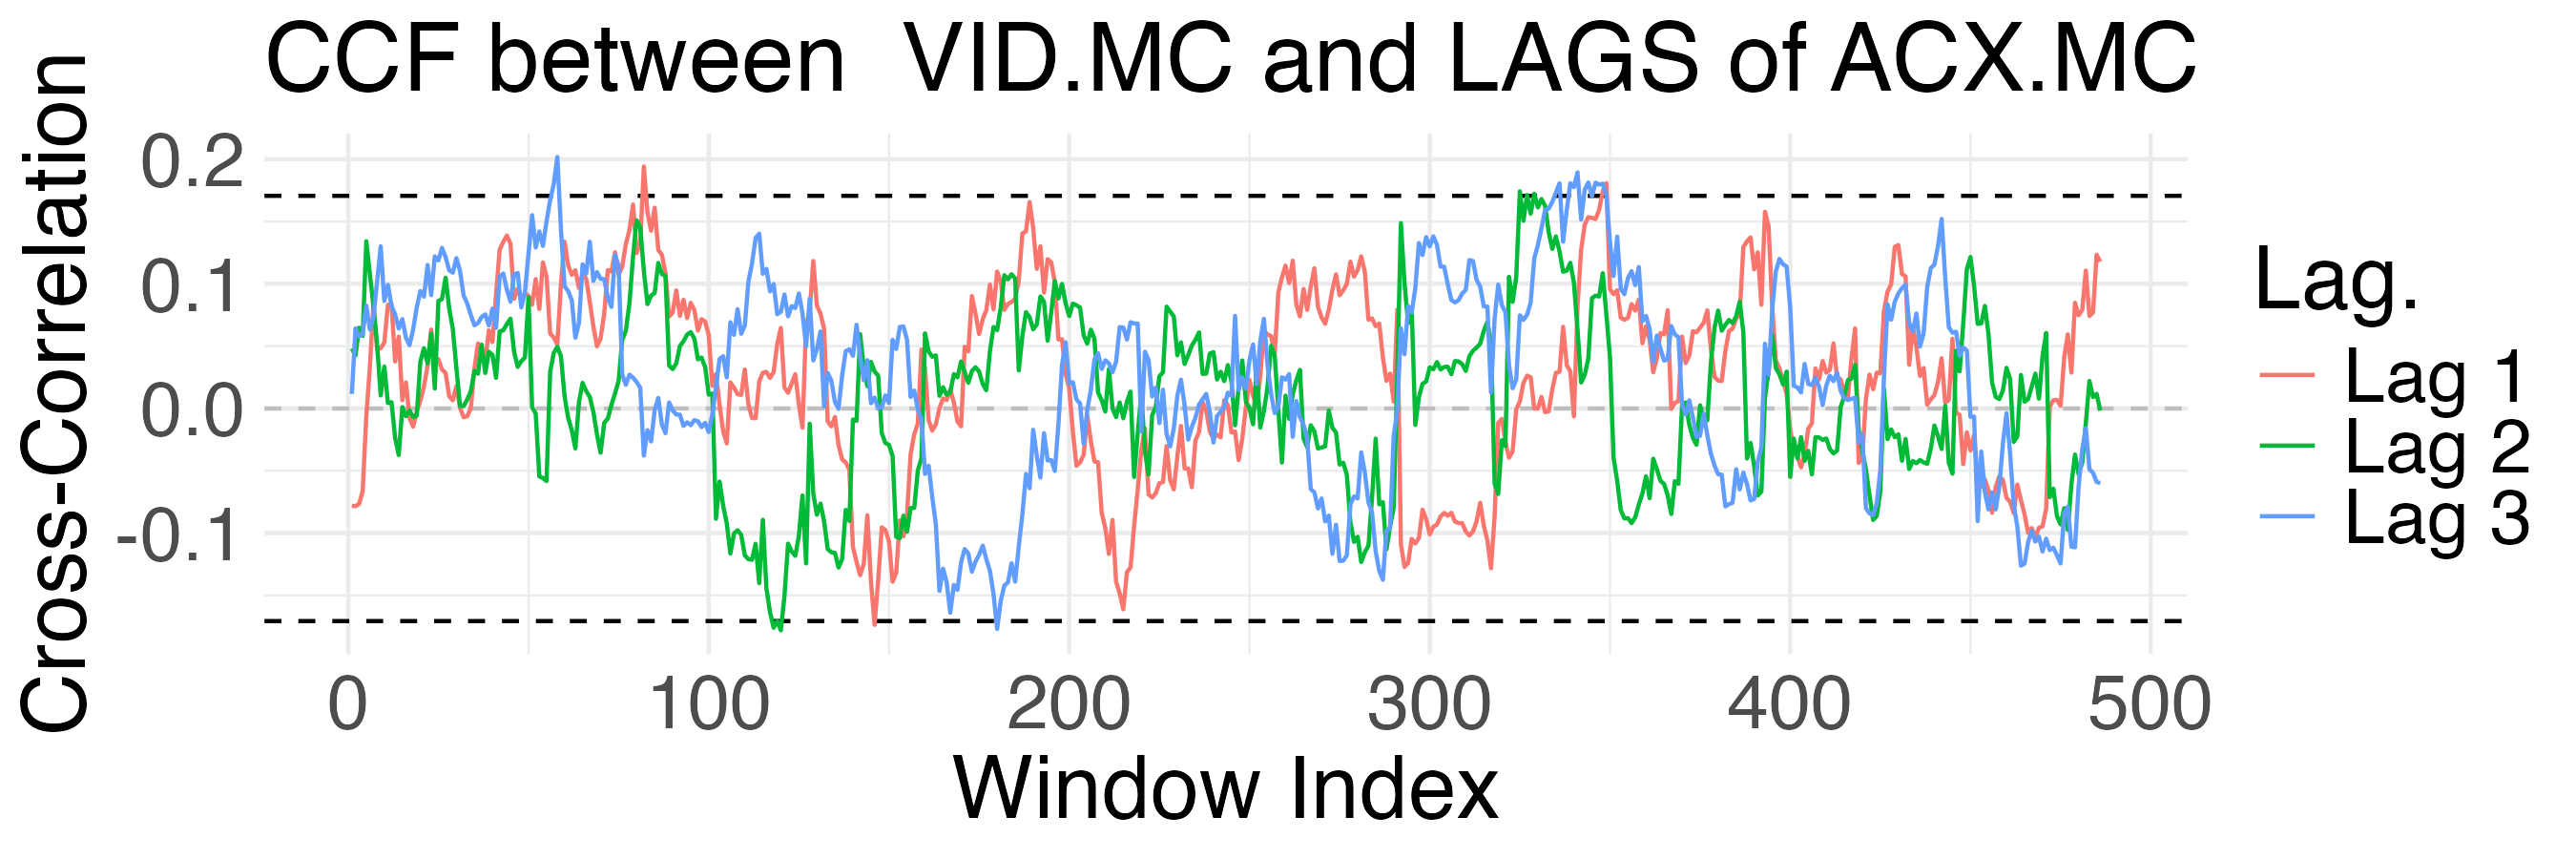 CCF between  VID.MC and LAGS of ACX.MC
Cross-Correlation
0.2
0.1
0.0
-0.1
0
100
200
300
400
500
Window Index
Lag.
Lag 1
Lag 2
Lag 3